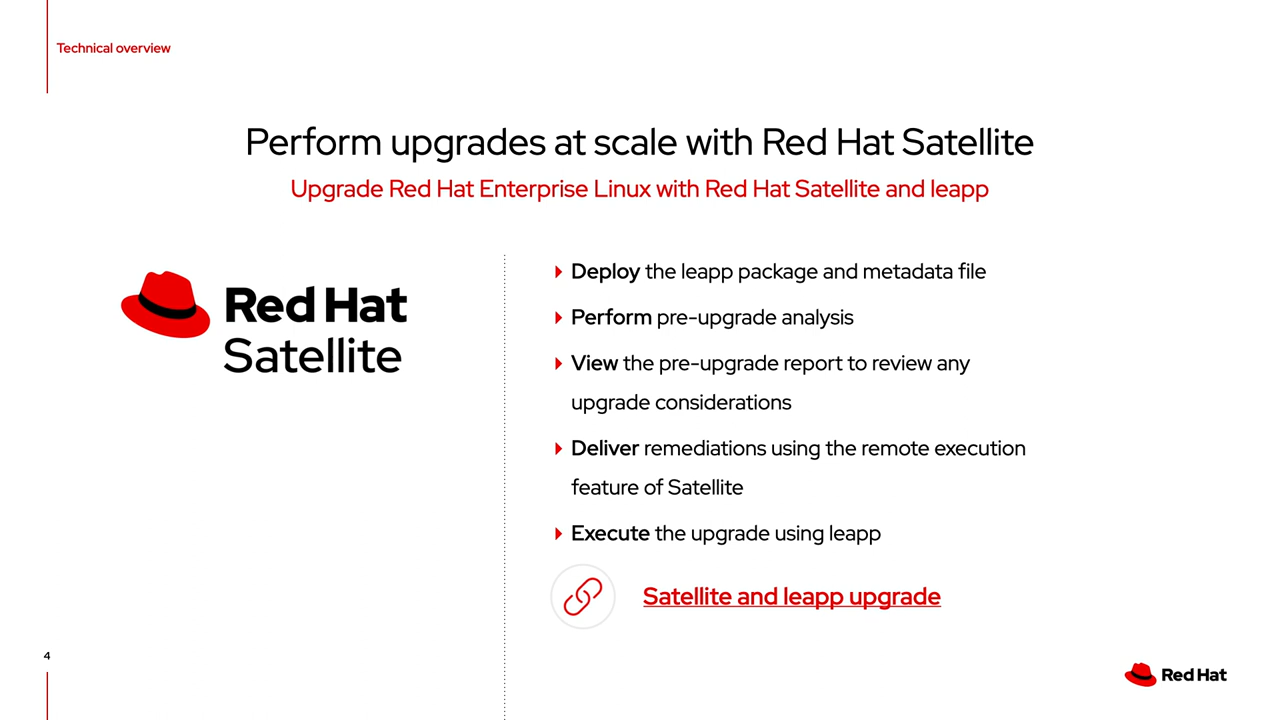 Technical overview
Perform upgrades at scale with Red Hat Satellite
Upgrade Red Hat Enterprise Linux with Red Hat Satellite and leapp
Red Hat
Satellite
Deploy the leapp package and metadata file
Perform pre-upgrade analysis
View the pre-upgrade report to review any
upgrade considerations
Deliver remediations using the remote execution
feature of Satellite
Execute the upgrade using leapp
Satellite and leapp upgrade
4
Red Hat